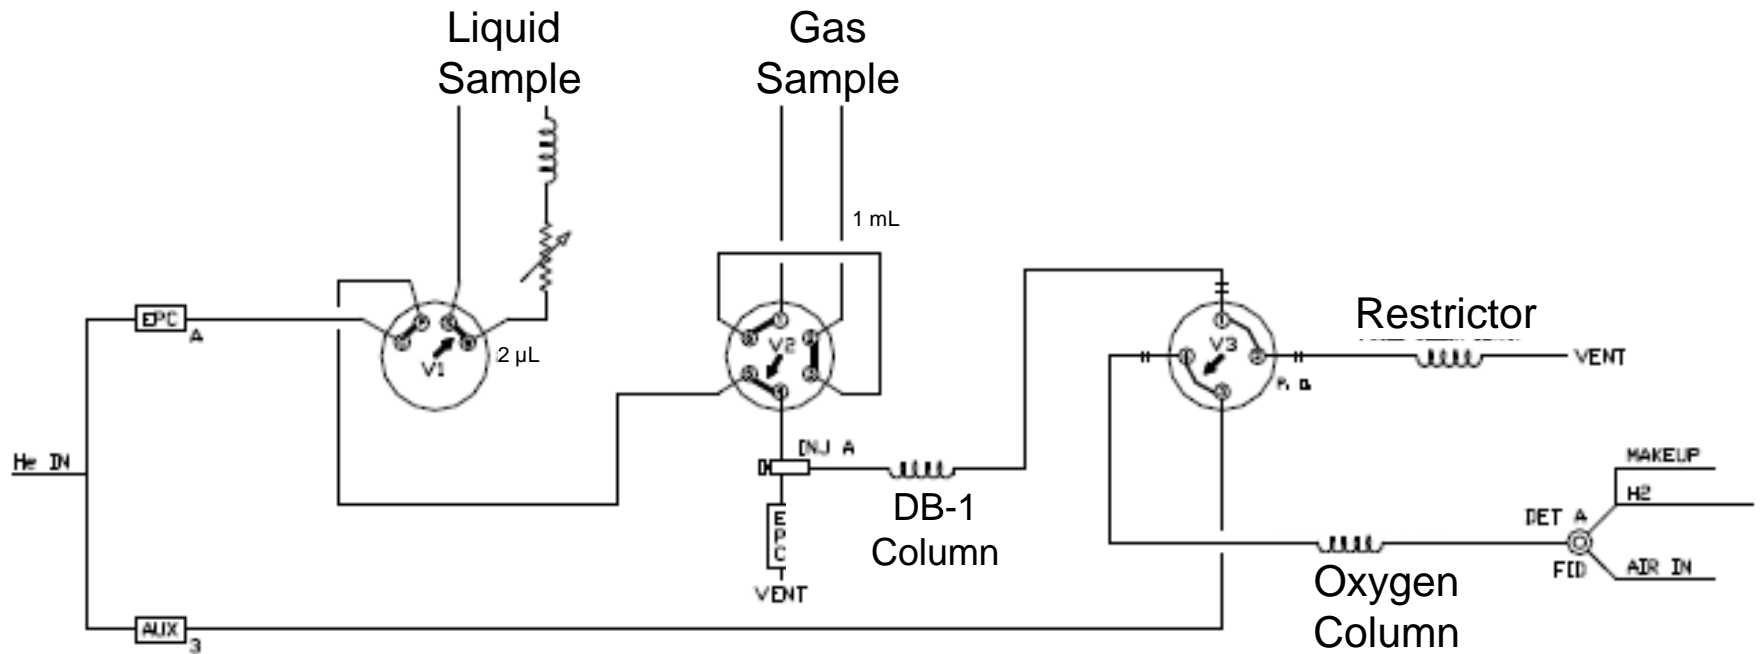 Liquid
Sample
Gas
Sample
1 mL
EPC
A
2 µL
V1
V2
V3
Restrictor
VENT
P. B.
INJ A
He IN
MAKEUP
H2
DB-1
Column
EPC
DET A
FID
AIR IN
VENT
Oxygen
Column
AUX
3